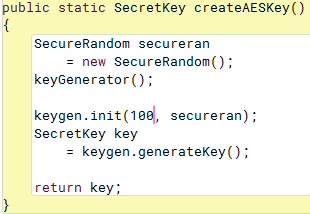 public static SecretKey createAESKey()
{
SecureRandom secureran
= new SecureRandom();
keyGenerator();
keygen.init(100, secureran);
SecretKey key
= keygen.generateKey();
return key;
}